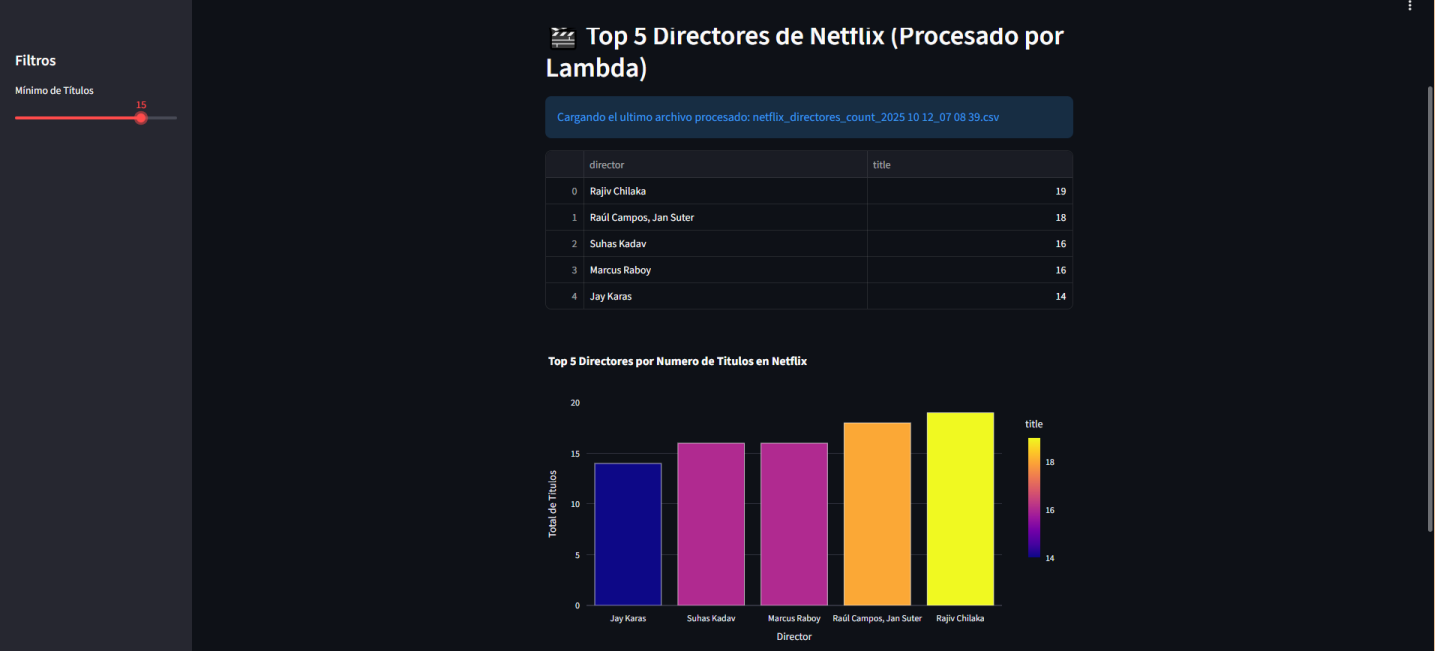 Filtros
Mínimo de Títulos
15
🎬 Top 5 Directores de Netflix (Procesado por
Lambda)
Cargando el ultimo archivo procesado: netflix_directores_count_2025 10 12_07 08 39.csv
director title
0 Rajiv Chilaka 19
1 Raúl Campos, Jan Suter 18
2 Suhas Kadav 16
3 Marcus Raboy 16
4 Jay Karas 14
Top 5 Directores por Numero de Titulos en Netflix
20
15
10
5
0
Total de Titulos
Jay Karas Suhas Kadav Marcus Raboy Raúl Campos, Jan Suter Rajiv Chilaka
Director
title
18
16
14